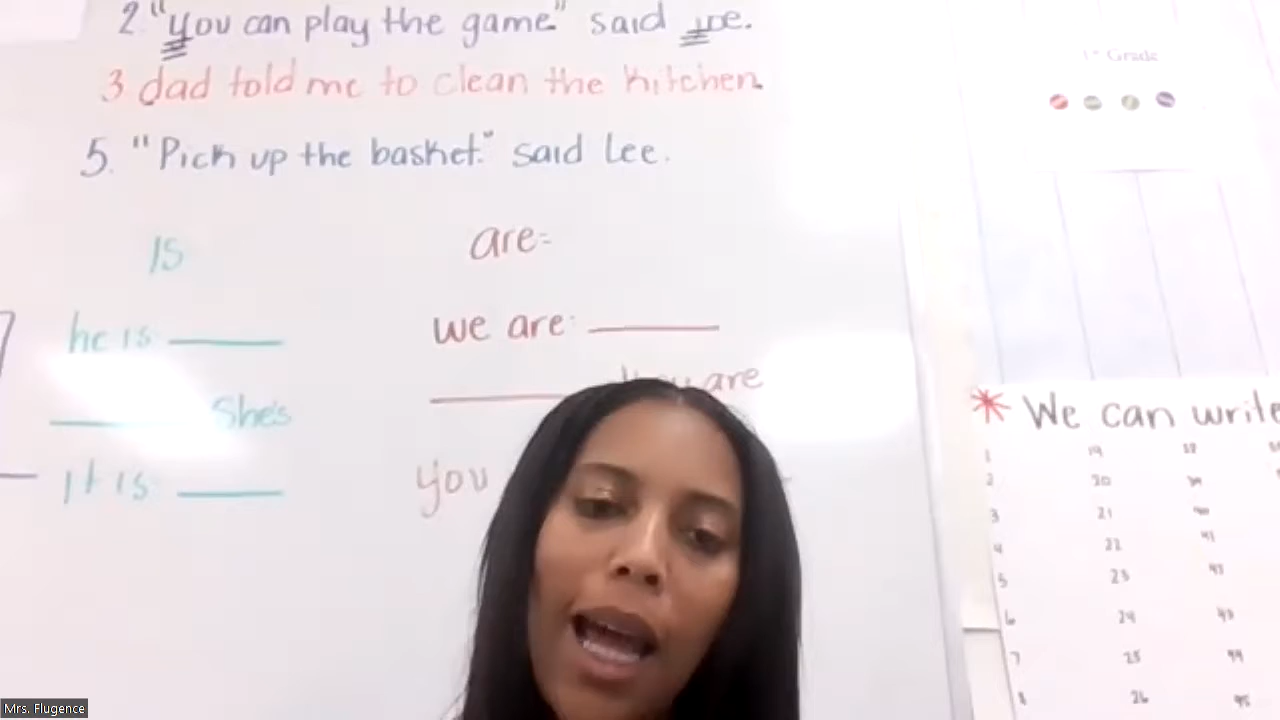 2. "you can play the game." said joe.
3. dad told me to clean the kitchen.
5. "Pick up the basket." said Lee.
Is
are:
he is
we are:
are
She's
It is
you
1st Grade
* We can write
1 19
2 20
3 21
4 22
5 23
6 24
7 25
8 26
Mrs. Flugence